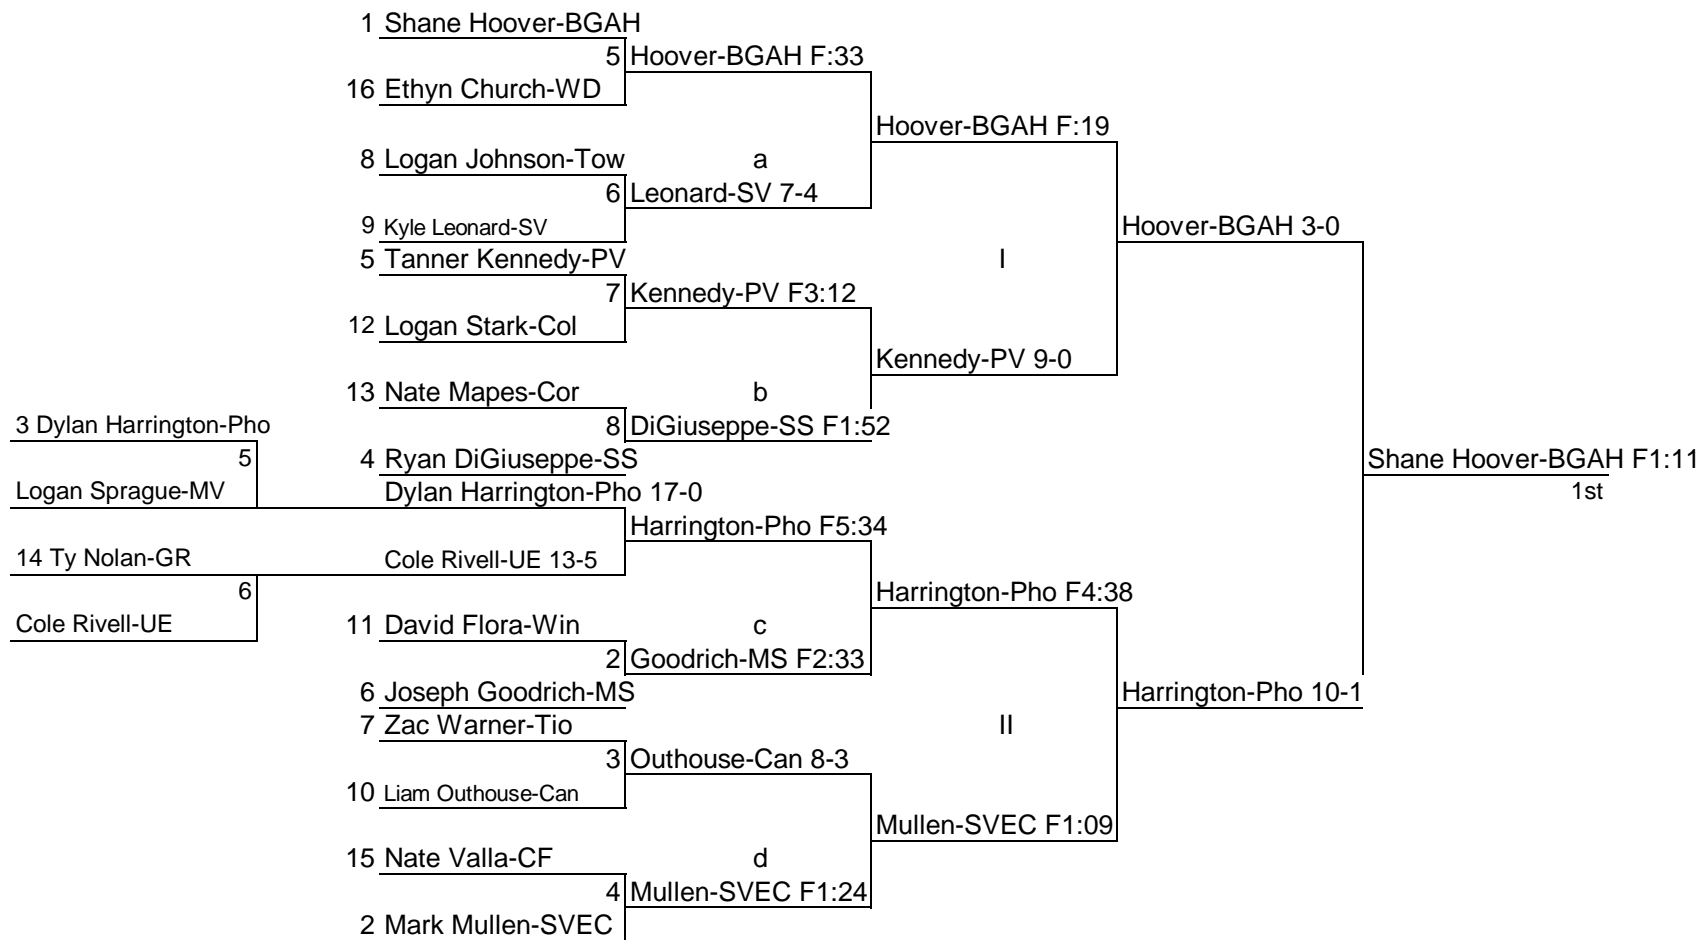 1 Shane Hoover-BGAH
5 Hoover-BGAH F:33
16 Ethyn Church-WD
Hoover-BGAH F:19
8 Logan Johnson-Tow a
6 Leonard-SV 7-4
9 Kyle Leonard-SV Hoover-BGAH 3-0
5 Tanner Kennedy-PV I
7 Kennedy-PV F3:12
12 Logan Stark-Col
Kennedy-PV 9-0
13 Nate Mapes-Cor b
3 Dylan Harrington-Pho 8 DiGiuseppe-SS F1:52
5 4 Ryan DiGiuseppe-SS Shane Hoover-BGAH F1:11
Logan Sprague-MV Dylan Harrington-Pho 17-0 1st
Harrington-Pho F5:34
14 Ty Nolan-GR Cole Rivell-UE 13-5
6 Harrington-Pho F4:38
Cole Rivell-UE 11 David Flora-Win c
2 Goodrich-MS F2:33
6 Joseph Goodrich-MS Harrington-Pho 10-1
7 Zac Warner-Tio II
3 Outhouse-Can 8-3
10 Liam Outhouse-Can
Mullen-SVEC F1:09
15 Nate Valla-CF d
4 Mullen-SVEC F1:24
2 Mark Mullen-SVEC